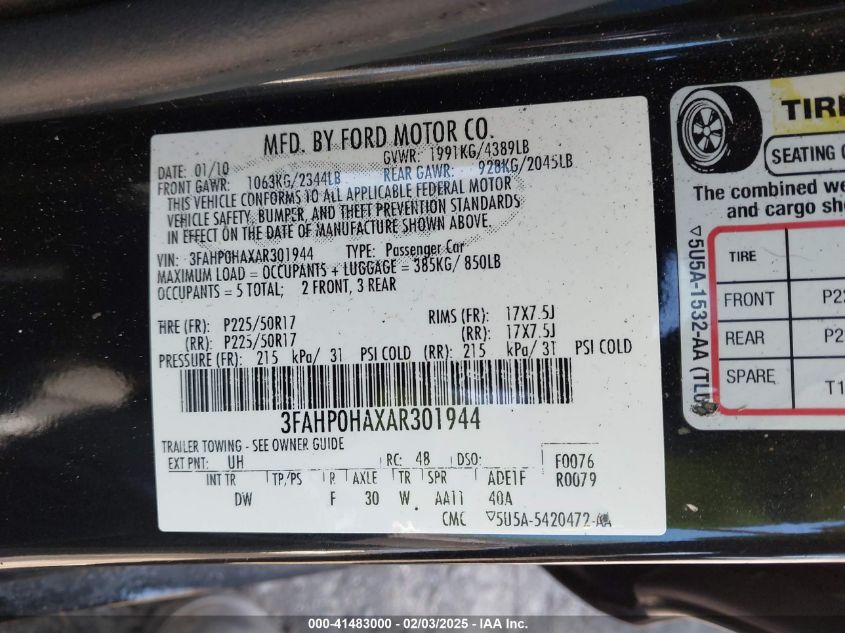 MFD. BY FORD MOTOR CO.
DATE: 01/10 GVWR: 1991KG/4389LB
FRONT GAWR: 1063KG/2344LB REAR GAWR: 928KG/2045LB
THIS VEHICLE CONFORMS TO ALL APPLICABLE FEDERAL MOTOR
VEHICLE SAFETY, BUMPER, AND THEFT PREVENTION STANDARDS
IN EFFECT ON THE DATE OF MANUFACTURE SHOWN ABOVE.
VIN: 3FAHP0HAXAR301944 TYPE: Passenger Car
MAXIMUM LOAD = OCCUPANTS + LUGGAGE = 385KG/ 850LB
OCCUPANTS = 5 TOTAL; 2 FRONT, 3 REAR
TIRE (FR): P225/50R17 RIMS (FR): 17X7.5J
(RR): P225/50R17 (RR): 17X7.5J
PRESSURE (FR): 215 kPa/ 31 PSI COLD (RR): 215 kPa/ 31 PSI COLD
3FAHP0HAXAR301944
TRAILER TOWING - SEE OWNER GUIDE
EXT PNT: UH RC: 48 DSO: F0076
INT TR TP/PS R AXLE TR SPR ADE1F R0079
DW F 30 W AA11 40A
CMC ▽5U5A-5420472-AA
TIRE
SEATING
The combined
and cargo
▽5U5A-1532-AA
TIRE
FRONT
REAR
SPARE T1
000-41483000 - 02/03/2025 - IAA Inc.